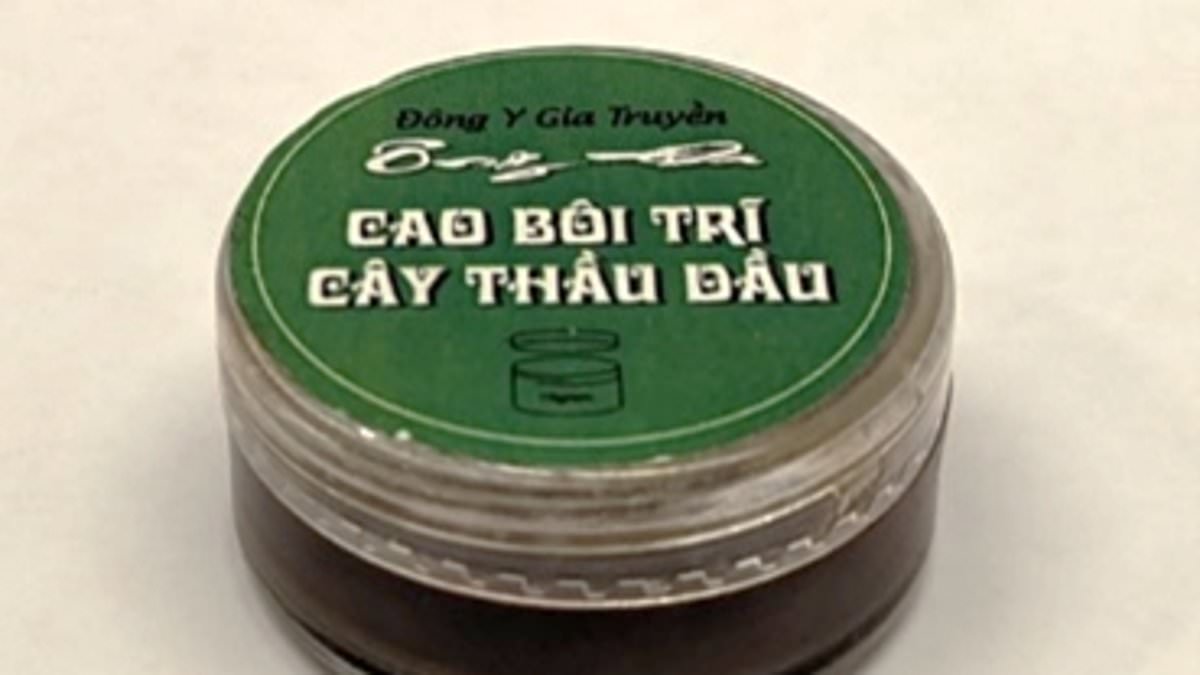 Đông Y Gia Truyền
CAO BÔI TRĨ
CÂY THẦU DẦU